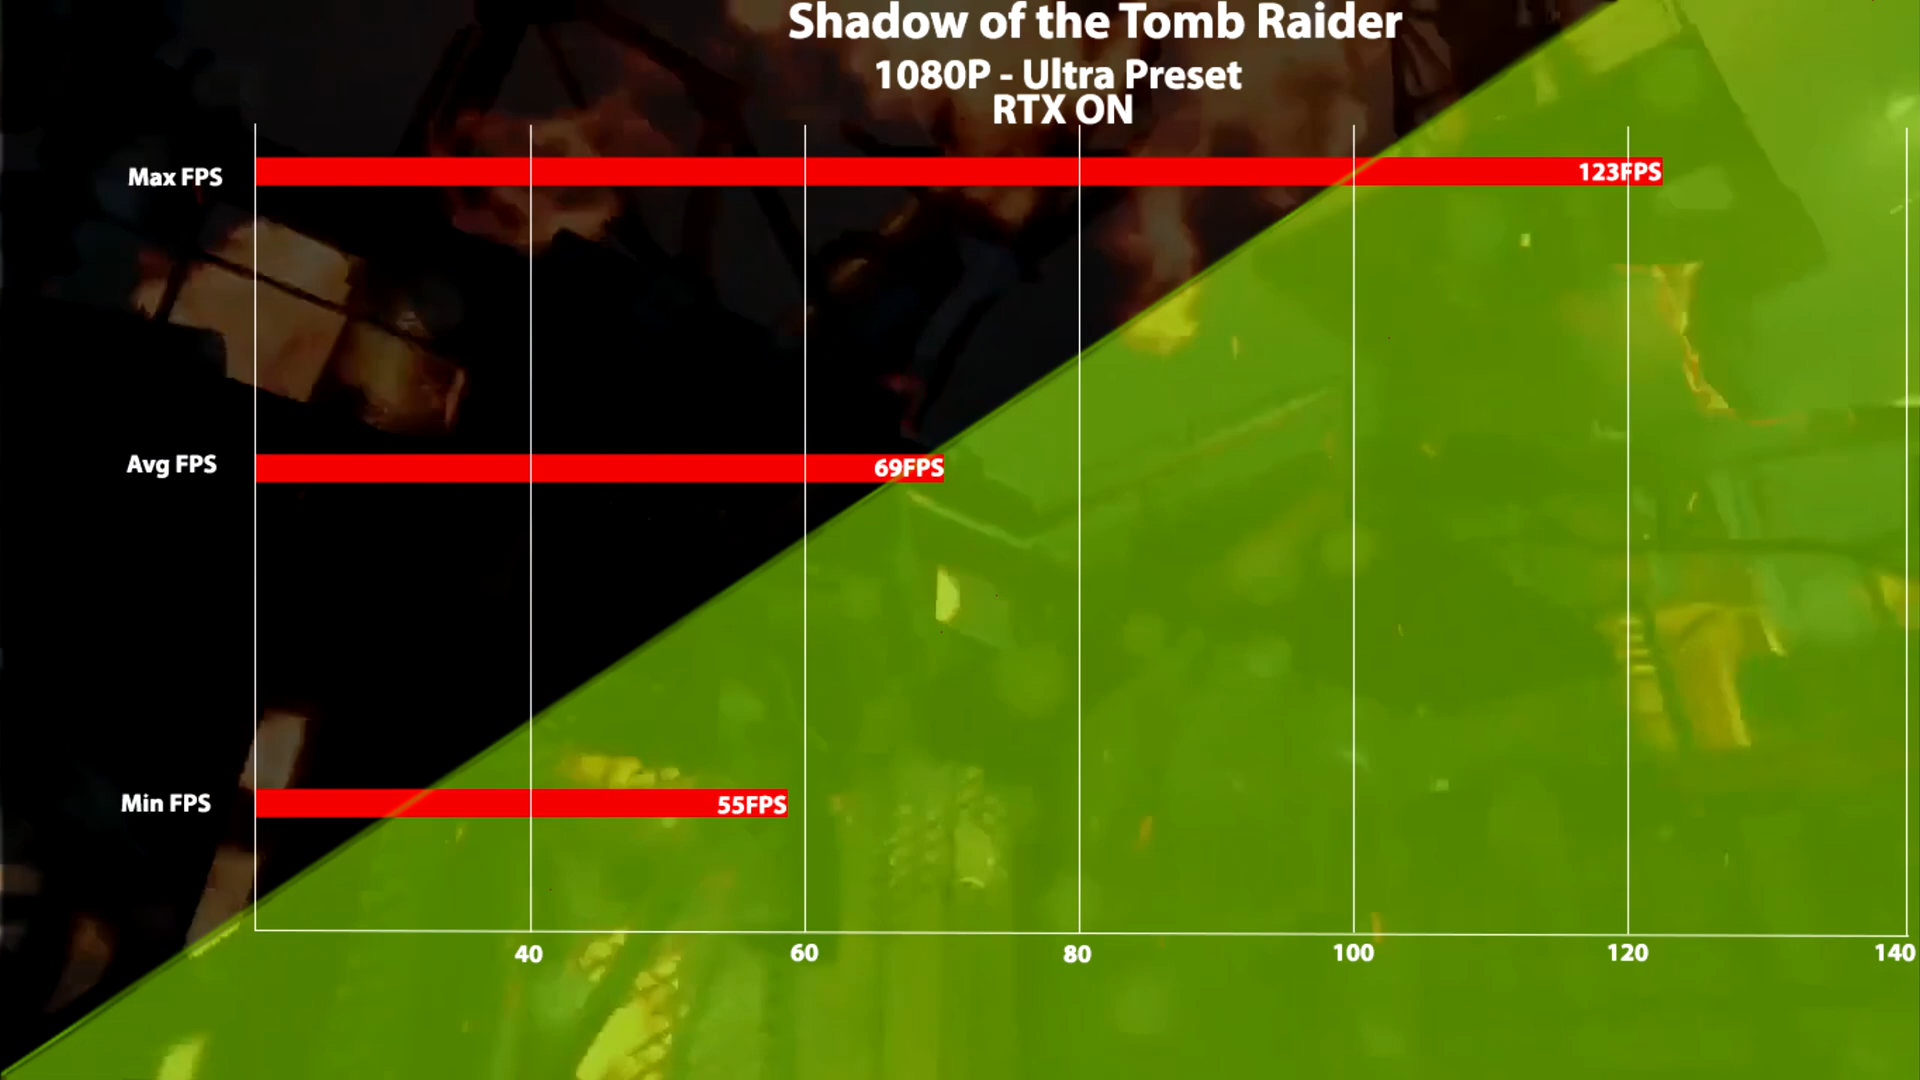 Shadow of the Tomb Raider
1080P - Ultra Preset
RTX ON
Max FPS
123FPS
Avg FPS
69FPS
Min FPS
55FPS
40 60 80 100 120 140